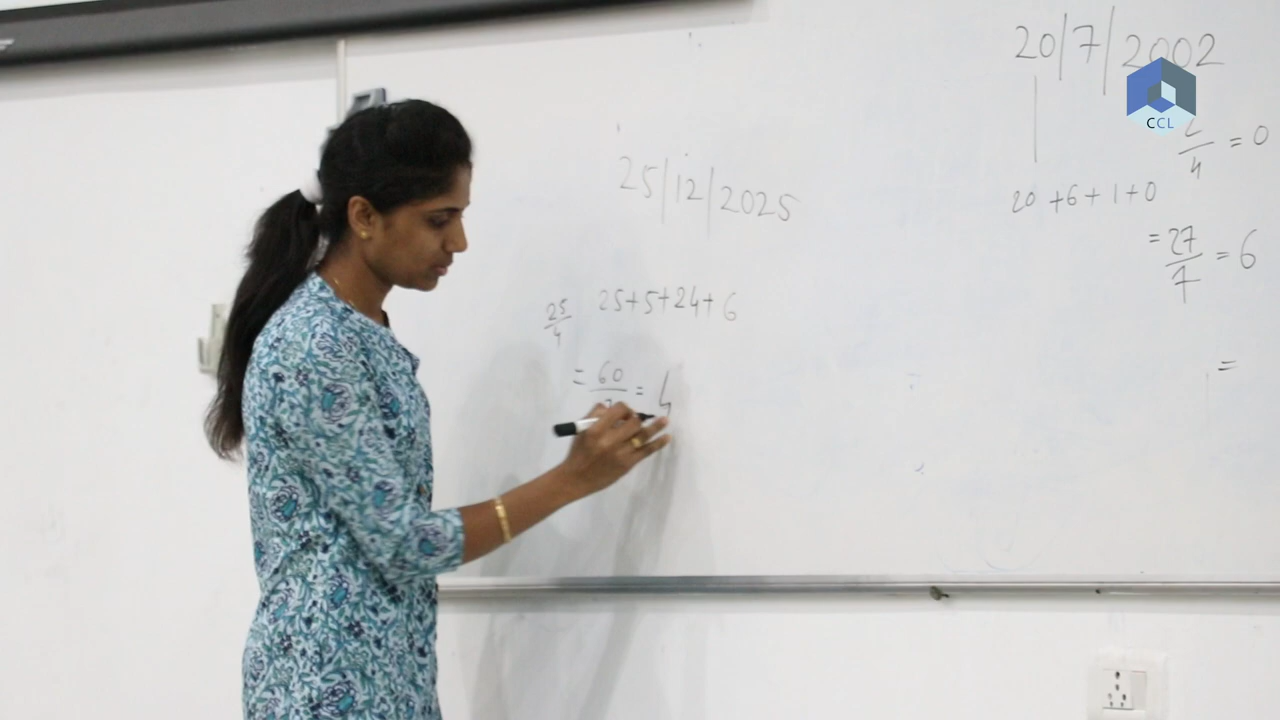 20/7/2002
CCL
4 = 0
20 + 6 + 1 + 0
= 27/7 = 6
=
25/12/2025
25/4 25+5+24+6
= 60/7 = 4